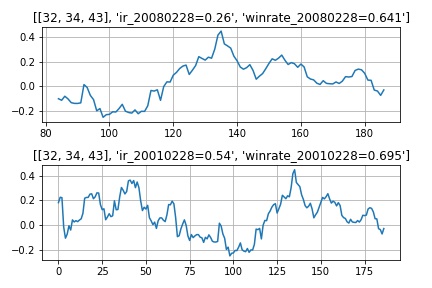 [[32, 34, 43], 'ir_20080228=0.26', 'winrate_20080228=0.641']
0.4
0.2
0.0
−0.2
80 100 120 140 160 180
[[32, 34, 43], 'ir_20010228=0.54', 'winrate_20010228=0.695']
0.4
0.2
0.0
−0.2
0 25 50 75 100 125 150 175